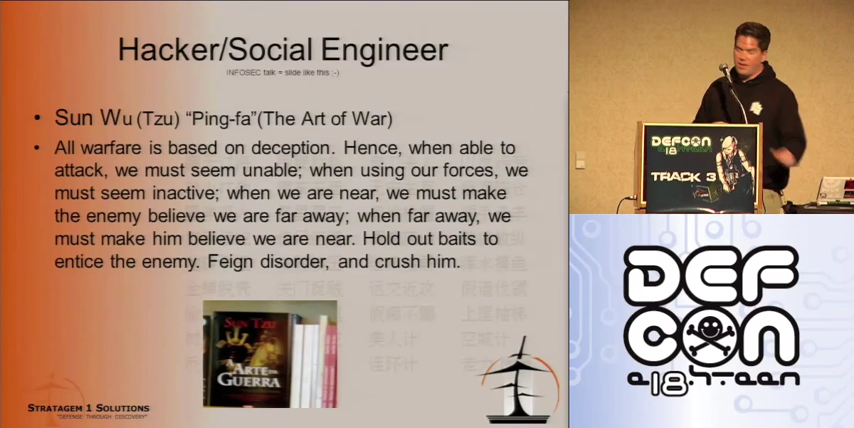 Hacker/Social Engineer
INFOSEC talk = slide like this ;-)
• Sun Wu (Tzu) “Ping-fa”(The Art of War)
• All warfare is based on deception. Hence, when able to
attack, we must seem unable; when using our forces, we
must seem inactive; when we are near, we must make
the enemy believe we are far away; when far away, we
must make him believe we are near. Hold out baits to
entice the enemy. Feign disorder, and crush him.
SUN TZU
A ARTE DA
GUERRA
STRATAGEM 1 SOLUTIONS
"DEFENSE THROUGH DISCOVERY"
DEFCON
18
TRACK 3
DEF
CON
e18hteen